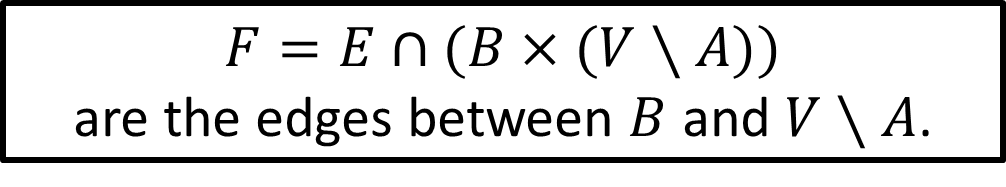 F = E ∩ (B × (V \ A))
are the edges between B and V \ A.